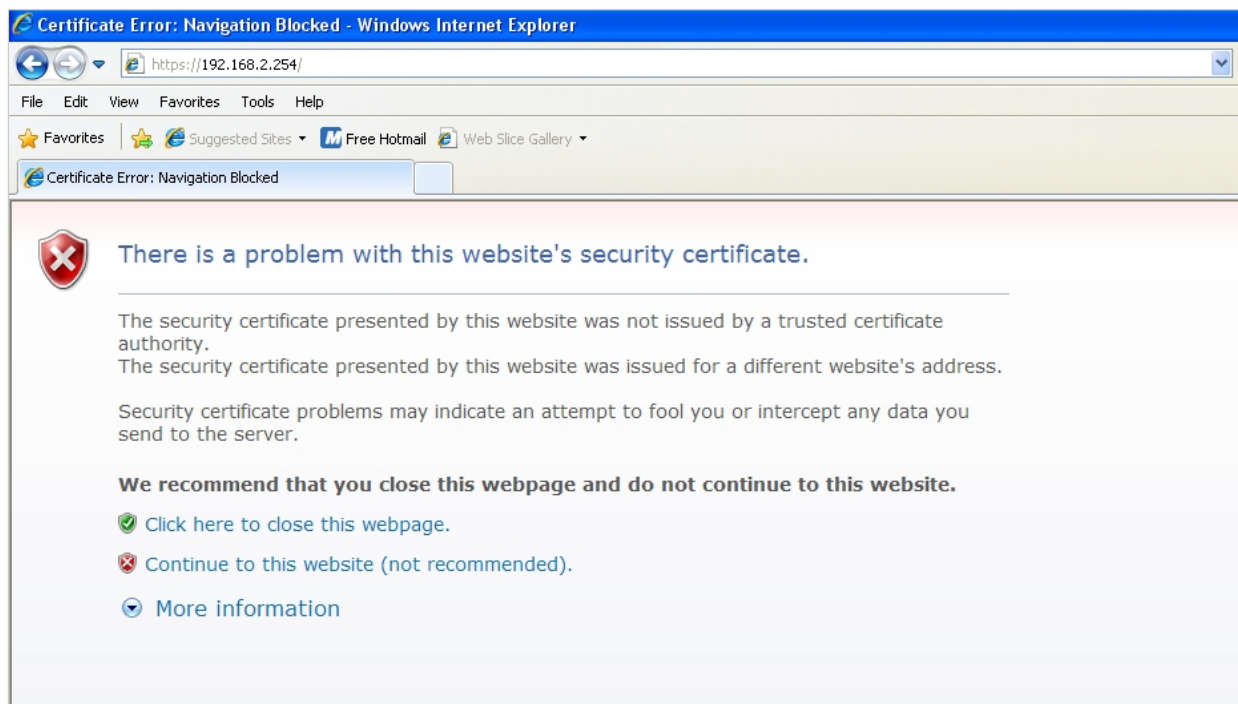 Certificate Error: Navigation Blocked - Windows Internet Explorer
https://192.168.2.254/
File Edit View Favorites Tools Help
Favorites Suggested Sites Free Hotmail Web Slice Gallery
Certificate Error: Navigation Blocked
There is a problem with this website's security certificate.
The security certificate presented by this website was not issued by a trusted certificate
authority.
The security certificate presented by this website was issued for a different website's address.
Security certificate problems may indicate an attempt to fool you or intercept any data you
send to the server.
We recommend that you close this webpage and do not continue to this website.
Click here to close this webpage.
Continue to this website (not recommended).
More information